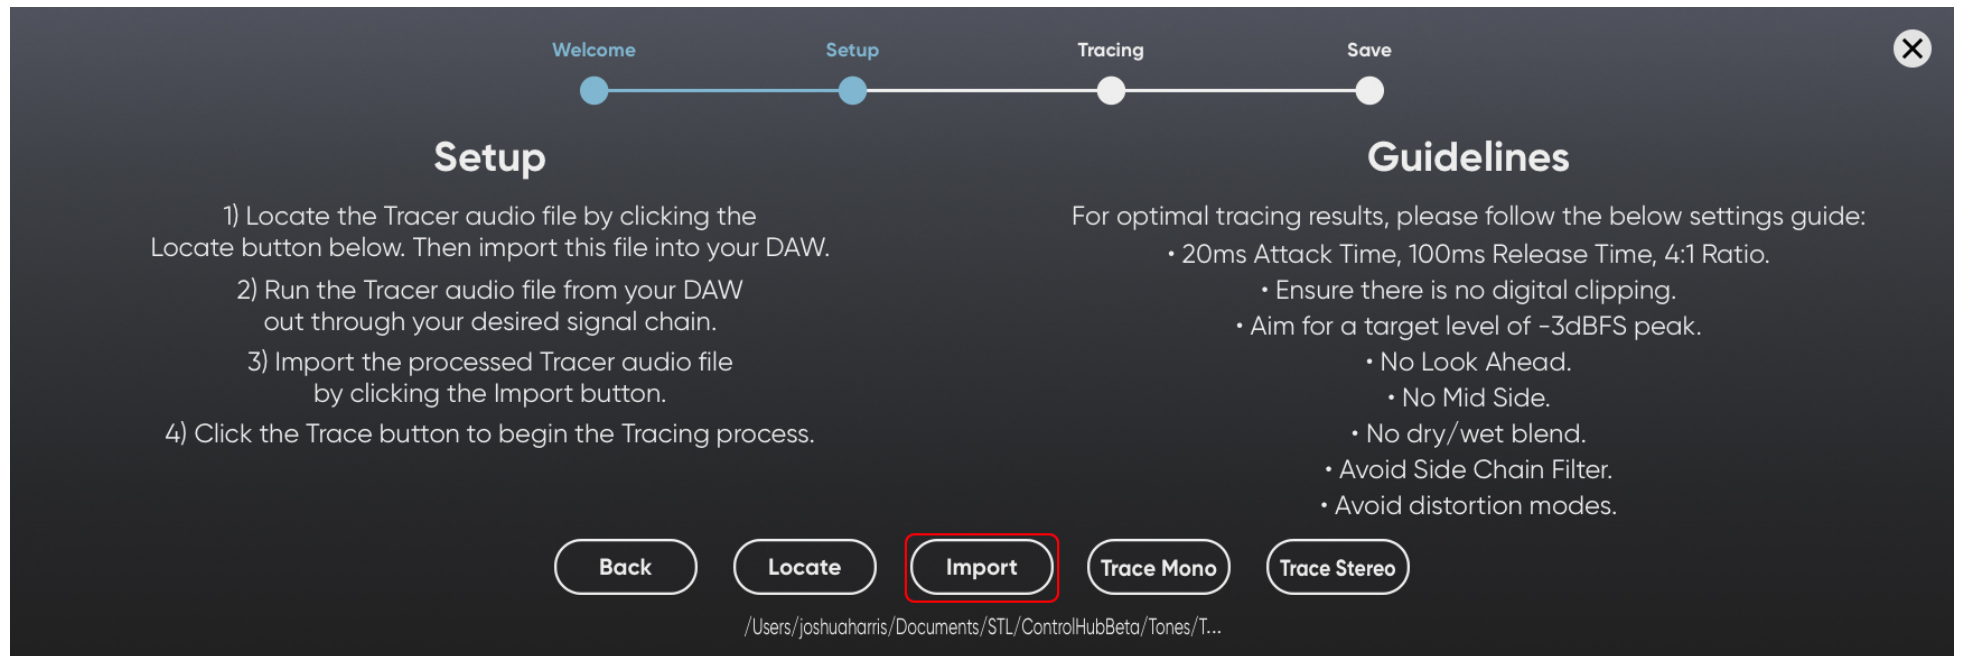 Welcome
Setup
Tracing
Save
Setup
1) Locate the Tracer audio file by clicking the
Locate button below. Then import this file into your DAW.
2) Run the Tracer audio file from your DAW
out through your desired signal chain.
3) Import the processed Tracer audio file
by clicking the Import button.
4) Click the Trace button to begin the Tracing process.
Guidelines
For optimal tracing results, please follow the below settings guide:
• 20ms Attack Time, 100ms Release Time, 4:1 Ratio.
• Ensure there is no digital clipping.
• Aim for a target level of -3dBFS peak.
• No Look Ahead.
• No Mid Side.
• No dry/wet blend.
• Avoid Side Chain Filter.
• Avoid distortion modes.
Back
Locate
Import
Trace Mono
Trace Stereo
/Users/joshuaharris/Documents/STL/ControlHubBeta/Tones/T...